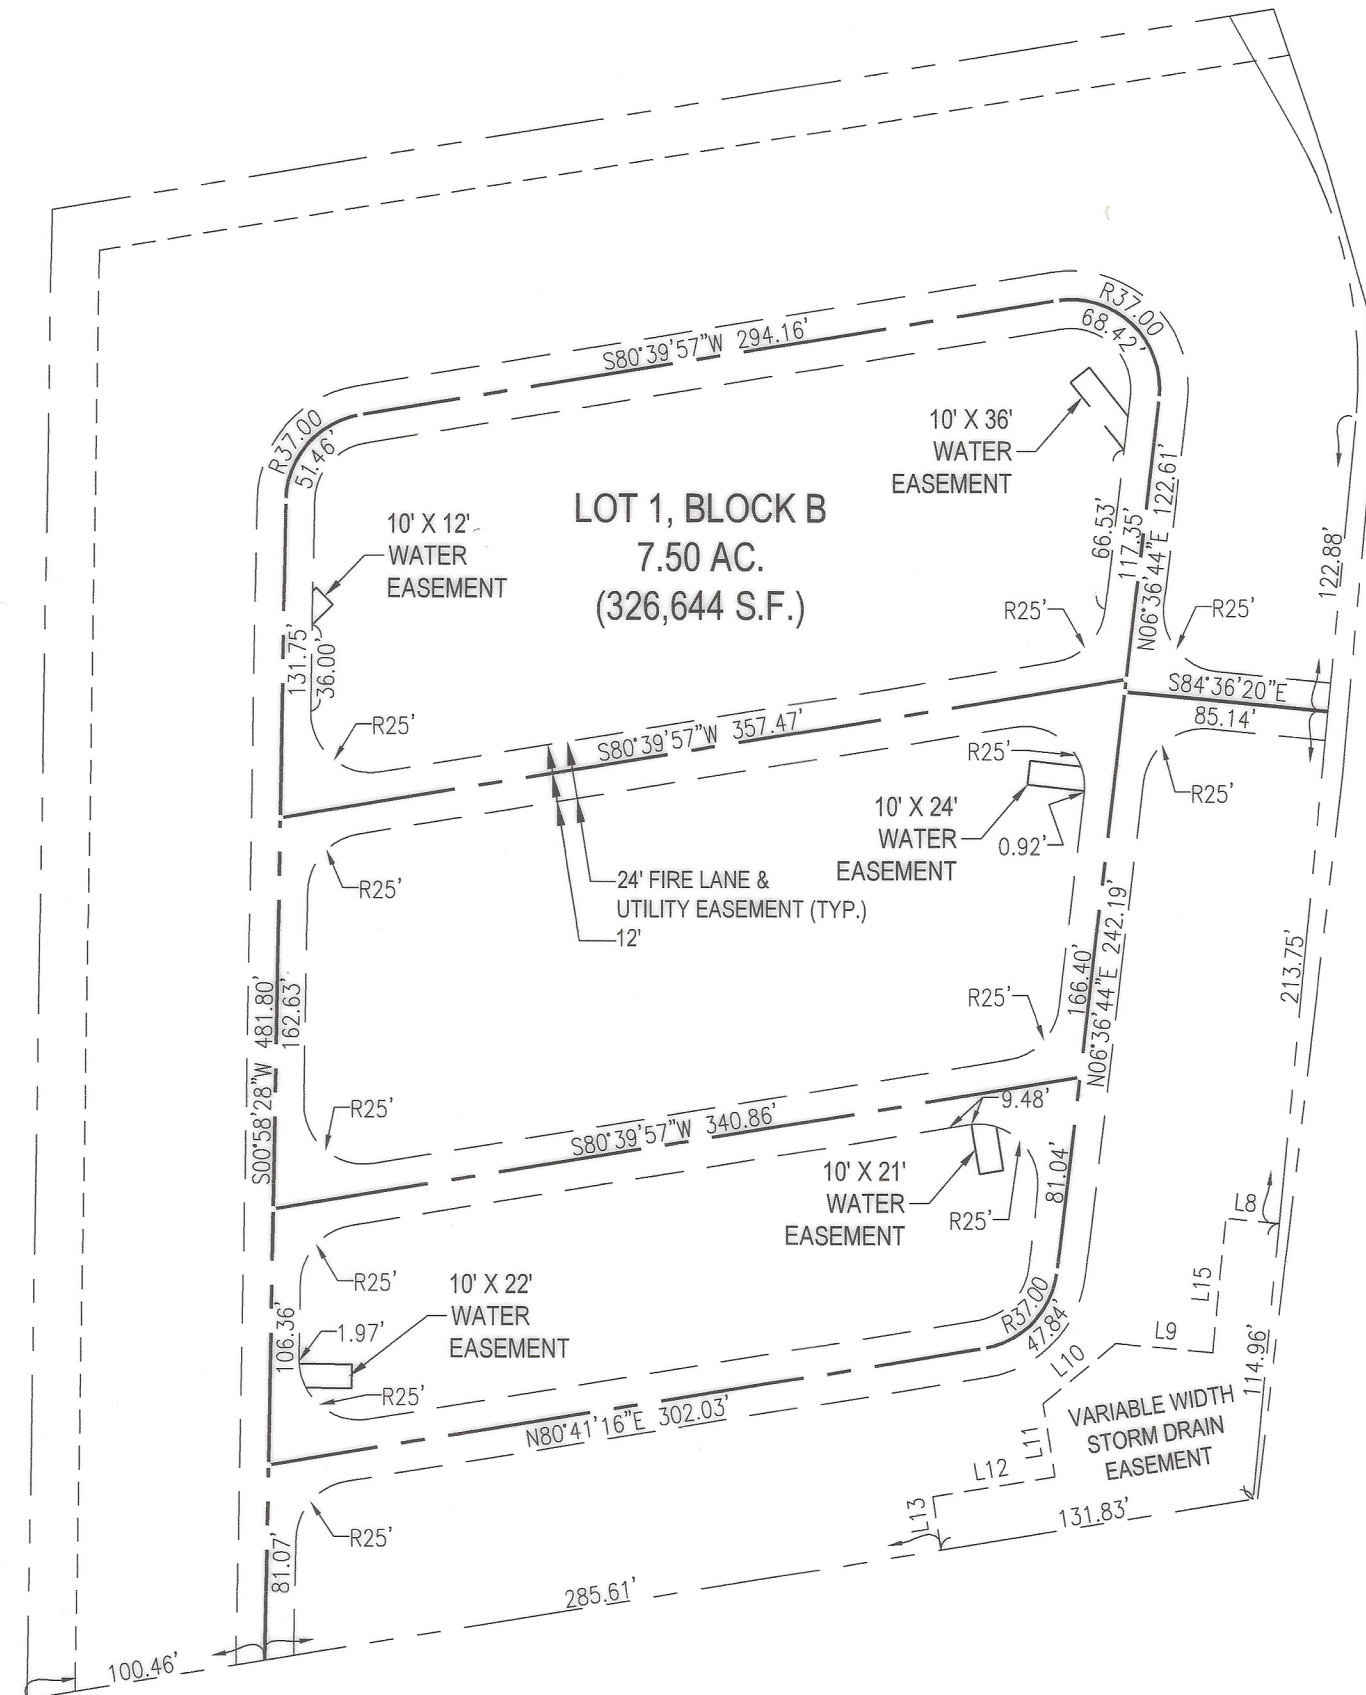 R37.00
68.42'
S80°39'57"W 294.16'
R37.00
51.46'
10' X 36'
WATER
EASEMENT
LOT 1, BLOCK B
7.50 AC.
(326,644 S.F.)
10' X 12'
WATER
EASEMENT
66.53'
117.35'
N06°36'44"E 122.61'
122.88'
131.75'
36.00'
R25'
R25'
S84°36'20"E
85.14'
R25'
S80°39'57"W 357.47'
R25'
R25'
10' X 24'
WATER
EASEMENT
0.92'
R25'
24' FIRE LANE &
UTILITY EASEMENT (TYP.)
12'
S00°58'28"W 481.80'
162.63'
R25'
166.40'
N06°36'44"E 242.19'
213.75'
R25'
S80°39'57"W 340.86'
9.48'
10' X 21'
WATER
EASEMENT
R25'
81.04'
L8
L15
R25'
10' X 22'
WATER
EASEMENT
106.36'
1.97'
R25'
R37.00
47.84'
L10
L9
114.96'
N80°41'16"E 302.03'
VARIABLE WIDTH
STORM DRAIN
EASEMENT
L11
L12
L13
131.83'
R25'
81.07'
285.61'
100.46'